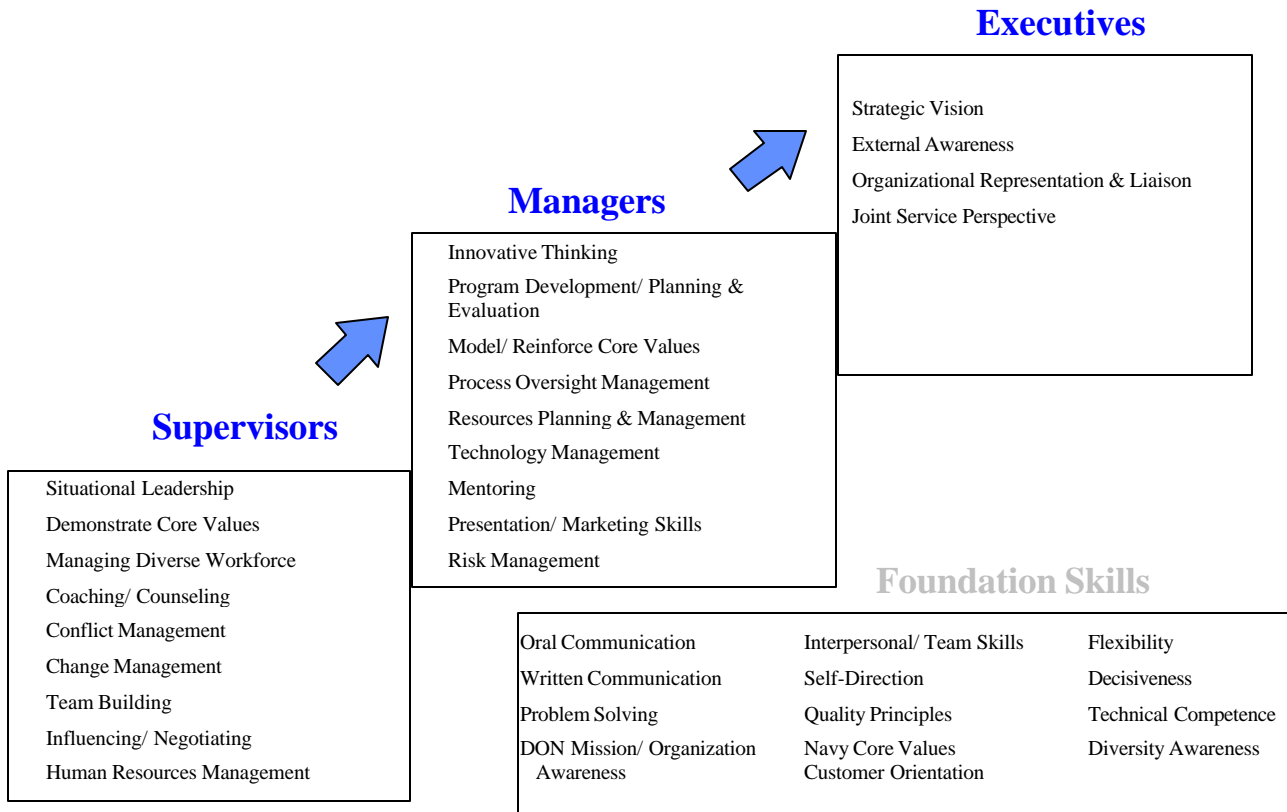 Executives
Strategic Vision
External Awareness
Organizational Representation & Liaison
Joint Service Perspective
Managers
Innovative Thinking
Program Development/ Planning &
Evaluation
Model/ Reinforce Core Values
Process Oversight Management
Resources Planning & Management
Technology Management
Mentoring
Presentation/ Marketing Skills
Risk Management
Supervisors
Situational Leadership
Demonstrate Core Values
Managing Diverse Workforce
Coaching/ Counseling
Conflict Management
Change Management
Team Building
Influencing/ Negotiating
Human Resources Management
Foundation Skills
Oral Communication
Written Communication
Problem Solving
DON Mission/ Organization
Awareness
Interpersonal/ Team Skills
Self-Direction
Quality Principles
Navy Core Values
Customer Orientation
Flexibility
Decisiveness
Technical Competence
Diversity Awareness